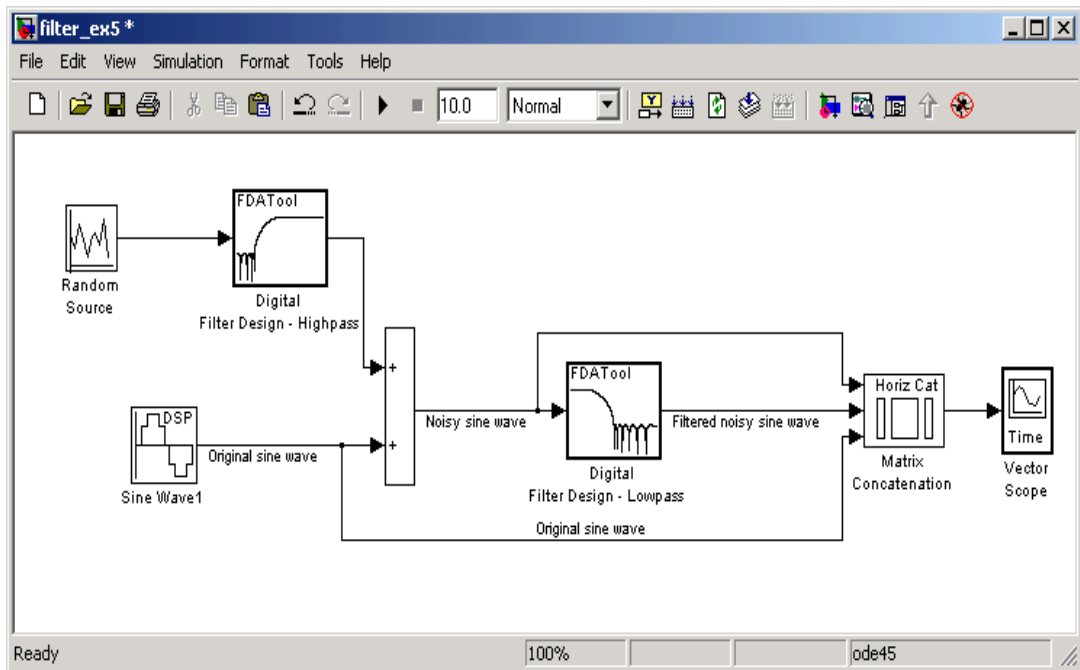 filter_ex5 *
File Edit View Simulation Format Tools Help
10.0 Normal
FDATool
Random
Source
Digital
Filter Design - Highpass
+
+
DSP
Sine Wave1
Original sine wave
Noisy sine wave
FDATool
Digital
Filter Design - Lowpass
Filtered noisy sine wave
Original sine wave
Horiz Cat
Matrix
Concatenation
Time
Vector
Scope
Ready 100% ode45